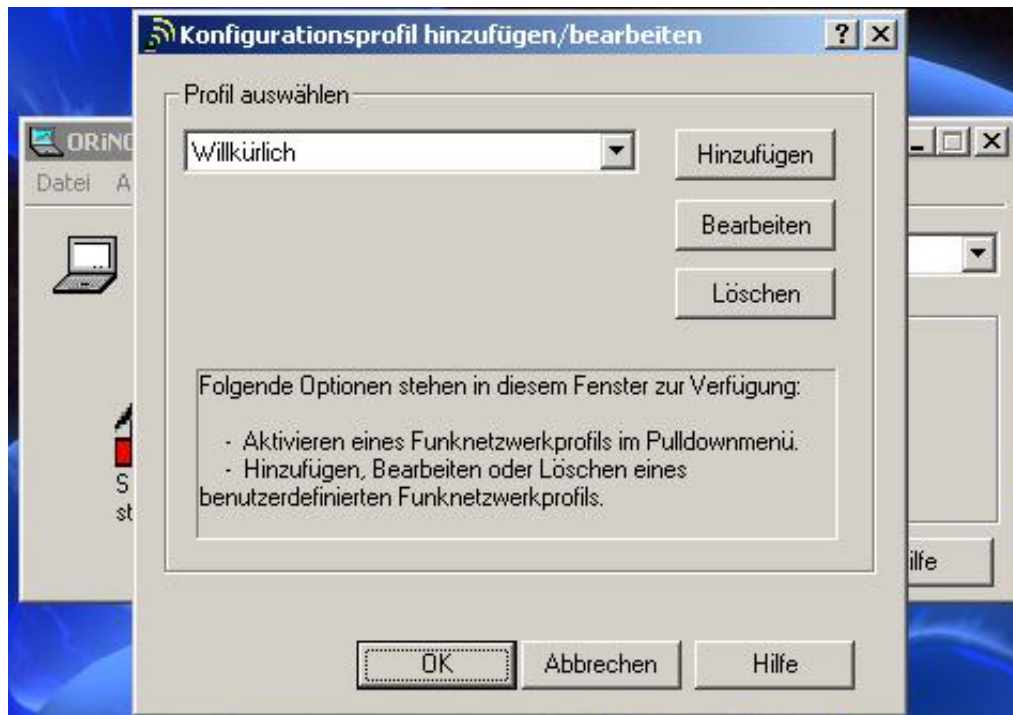 Konfigurationsprofil hinzufügen/bearbeiten
Profil auswählen
Willkürlich
Hinzufügen
Bearbeiten
Löschen
Folgende Optionen stehen in diesem Fenster zur Verfügung:
- Aktivieren eines Funknetzwerkprofils im Pulldownmenü.
- Hinzufügen, Bearbeiten oder Löschen eines
benutzerdefinierten Funknetzwerkprofils.
OK
Abbrechen
Hilfe
Datei